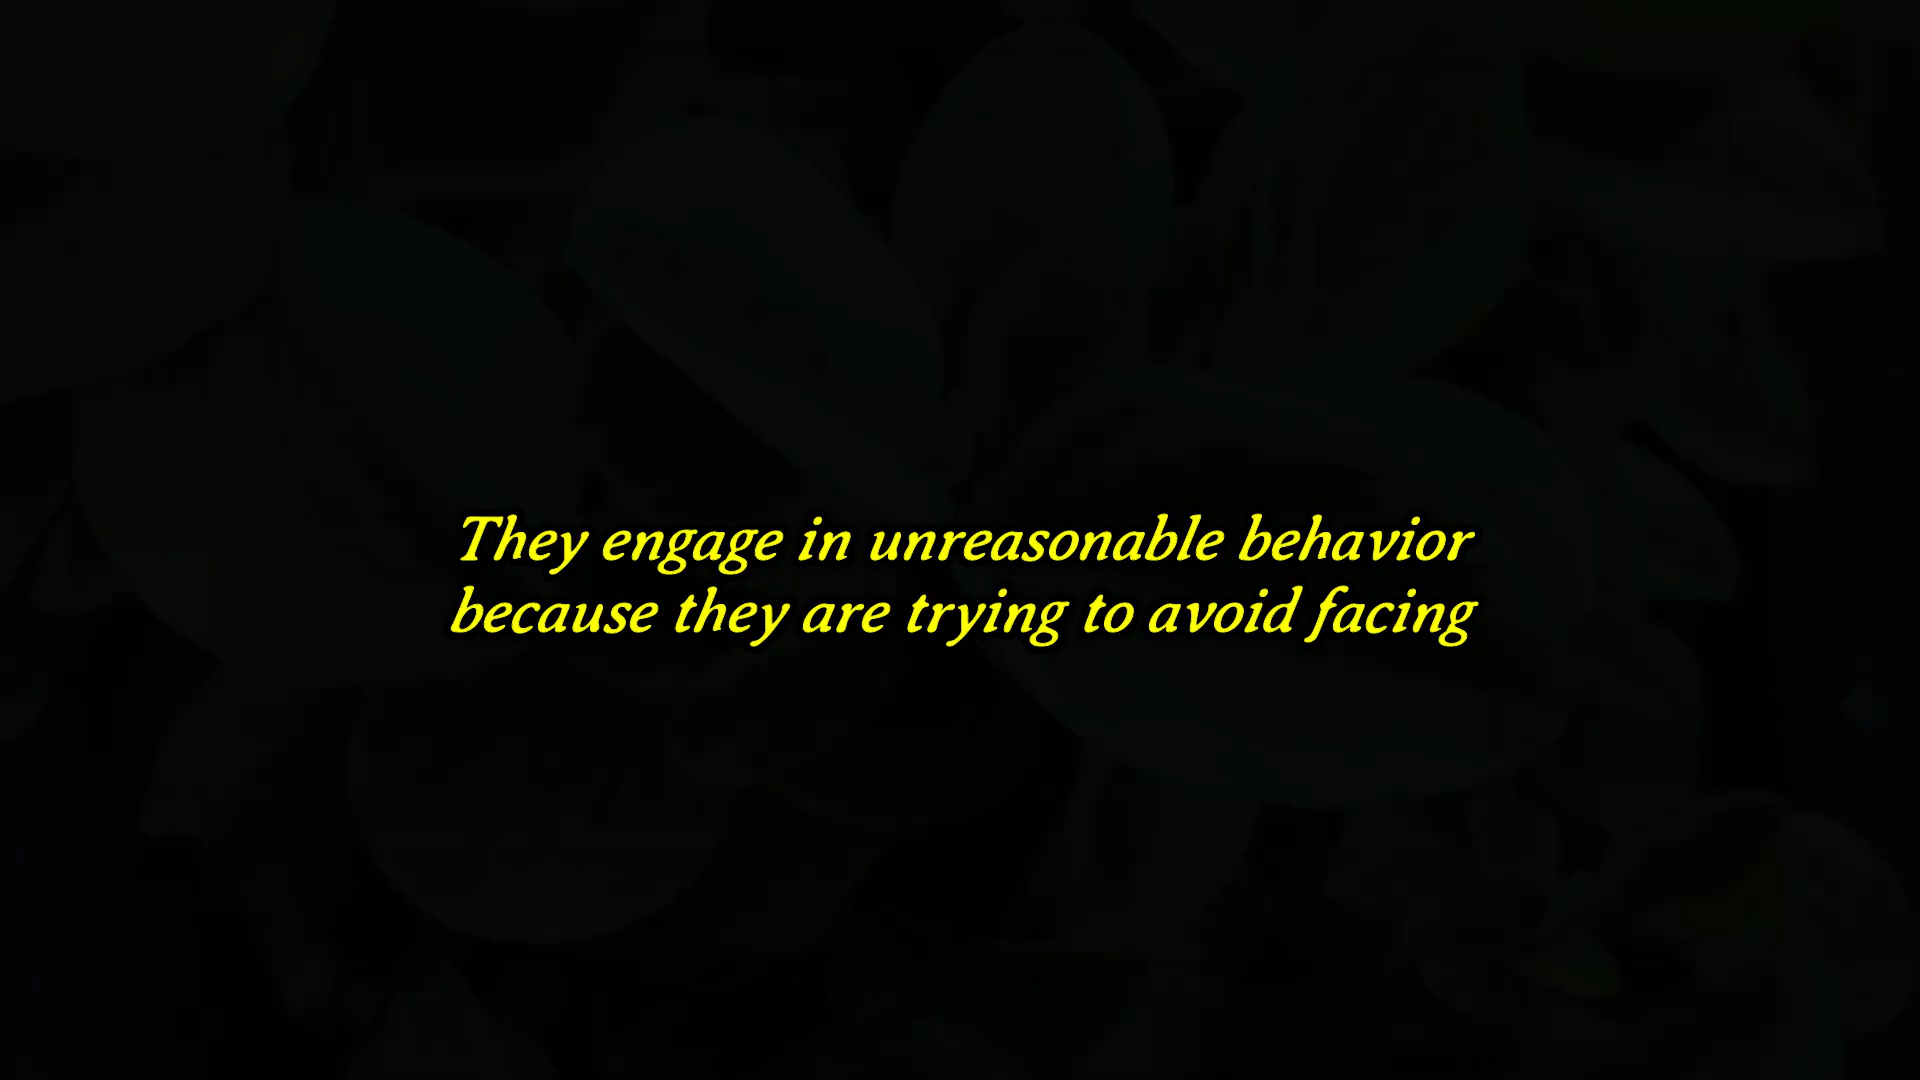 They engage in unreasonable behavior
because they are trying to avoid facing